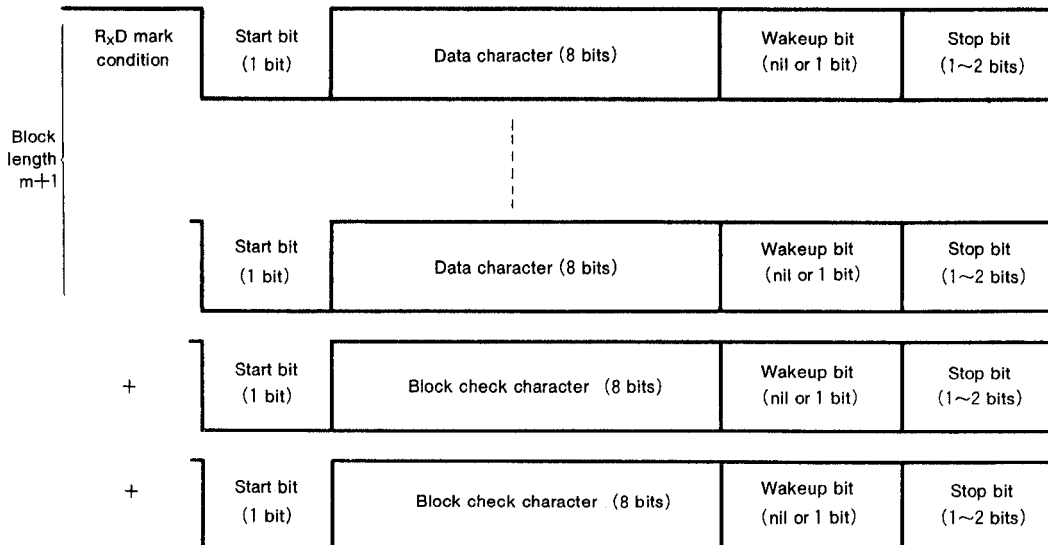 RxD mark
condition
Start bit
(1 bit)
Data character (8 bits)
Wakeup bit
(nil or 1 bit)
Stop bit
(1~2 bits)
Block
length
m+1
Start bit
(1 bit)
Data character (8 bits)
Wakeup bit
(nil or 1 bit)
Stop bit
(1~2 bits)
+
Start bit
(1 bit)
Block check character (8 bits)
Wakeup bit
(nil or 1 bit)
Stop bit
(1~2 bits)
+
Start bit
(1 bit)
Block check character (8 bits)
Wakeup bit
(nil or 1 bit)
Stop bit
(1~2 bits)